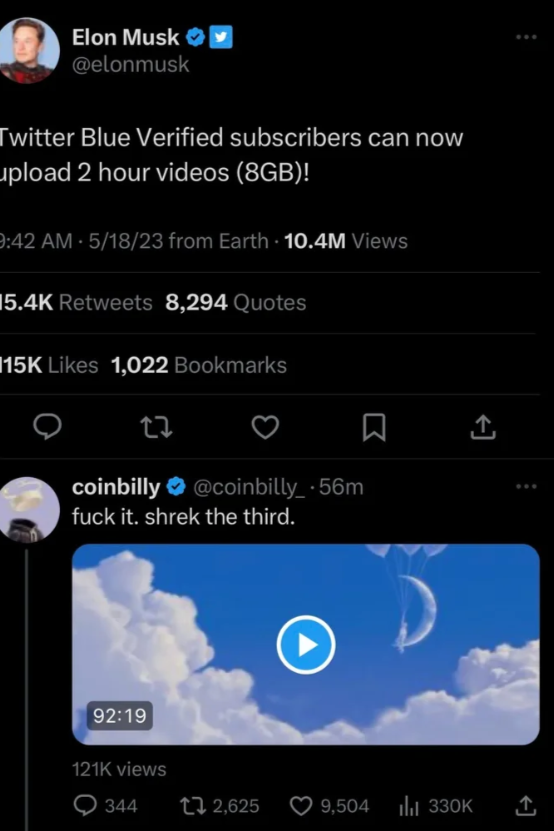 Elon Musk
@elonmusk
Twitter Blue Verified subscribers can now
upload 2 hour videos (8GB)!
9:42 AM · 5/18/23 from Earth · 10.4M Views
15.4K Retweets 8,294 Quotes
115K Likes 1,022 Bookmarks
coinbilly @coinbilly_ · 56m
fuck it. shrek the third.
92:19
121K views
344 2,625 9,504 330K